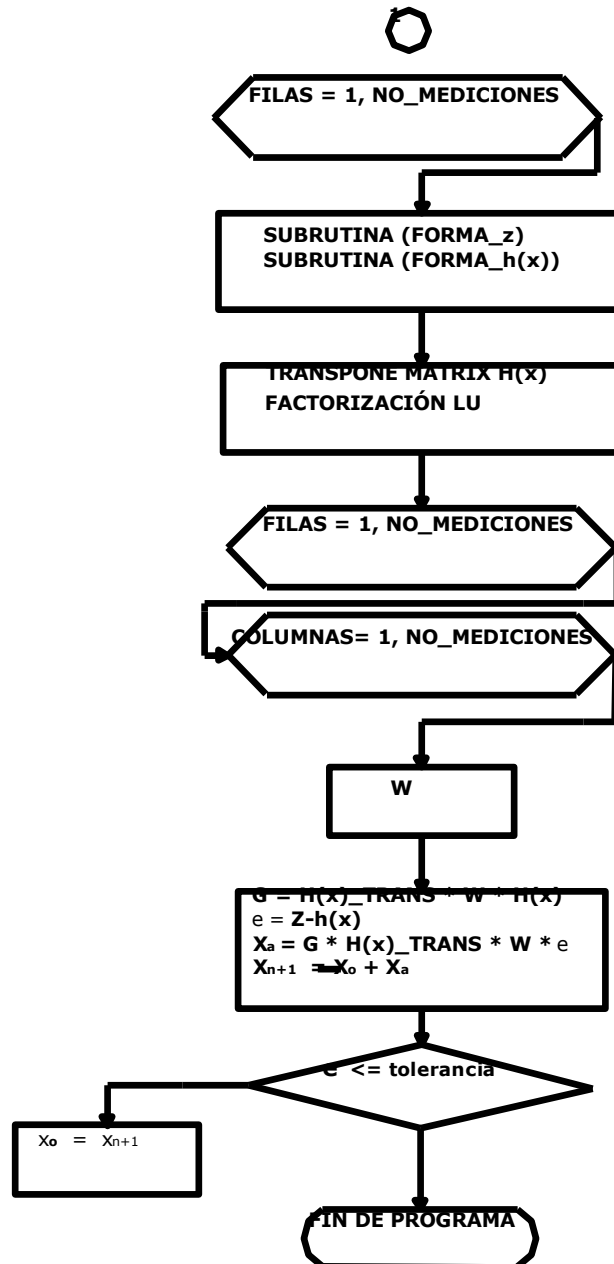 1
FILAS = 1, NO_MEDICIONES
SUBRUTINA (FORMA_z)
SUBRUTINA (FORMA_h(x))
TRANSPONE MATRIX H(x)
FACTORIZACIÓN LU
FILAS = 1, NO_MEDICIONES
COLUMNAS= 1, NO_MEDICIONES
W
G = H(x)_TRANS * W * H(x)
e = Z-h(x)
Xa = G * H(x)_TRANS * W * e
Xn+1 = Xo + Xa
e <= tolerancia
xo = xn+1
FIN DE PROGRAMA